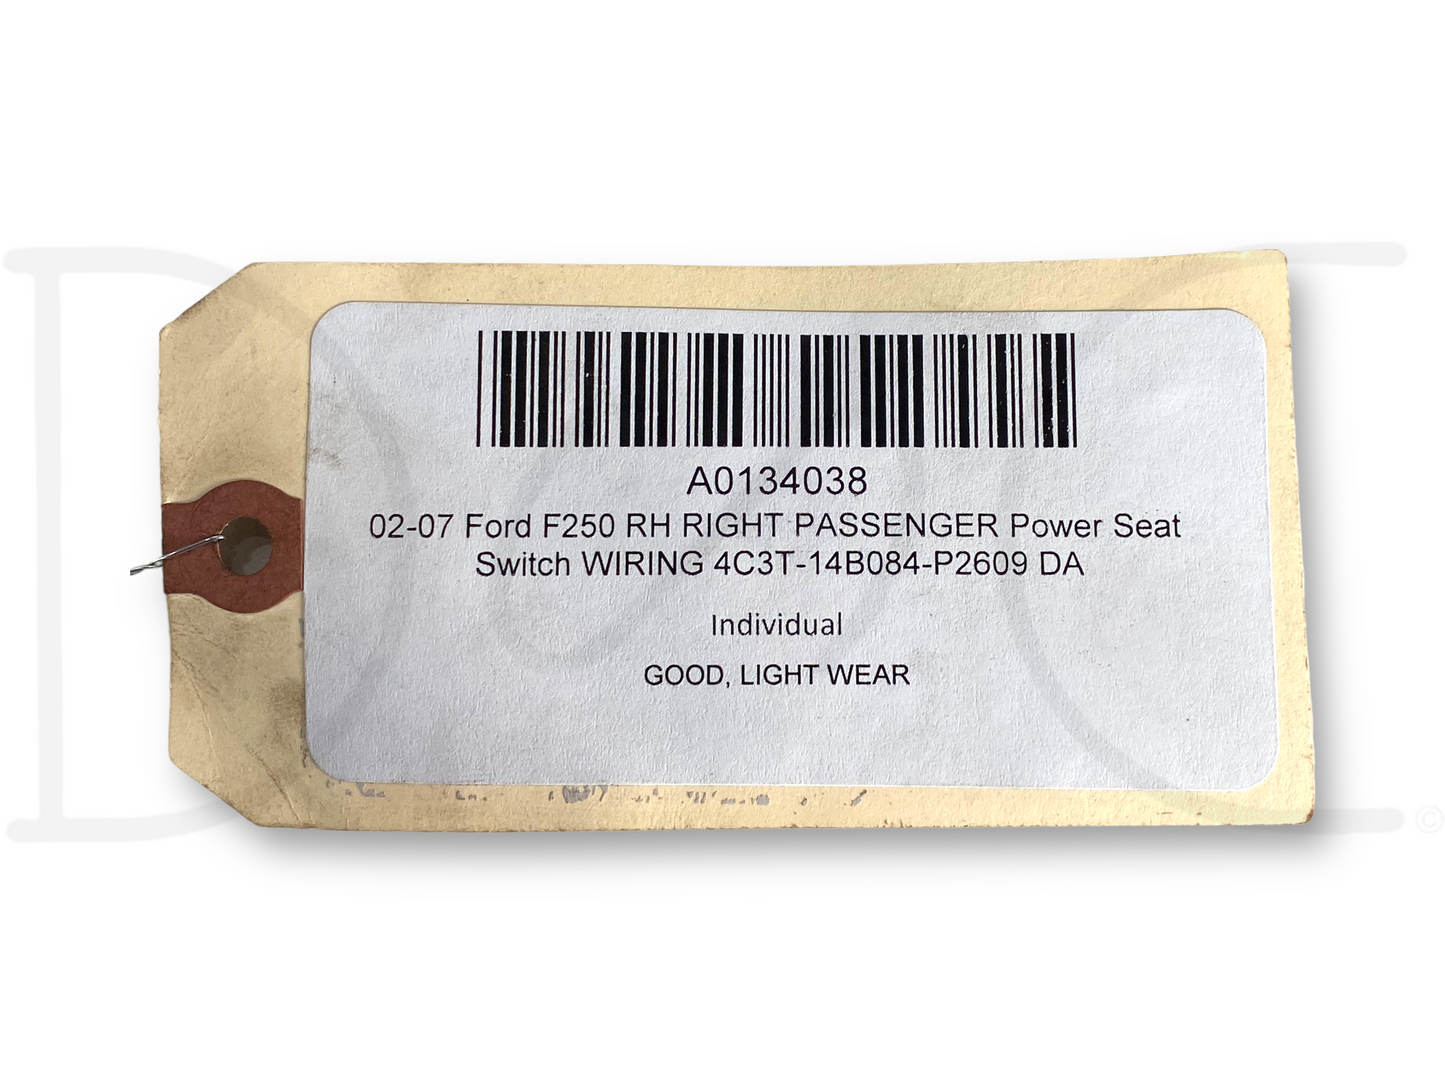 A0134038
02-07 Ford F250 RH RIGHT PASSENGER Power Seat
Switch WIRING 4C3T-14B084-P2609 DA
Individual
GOOD, LIGHT WEAR
©